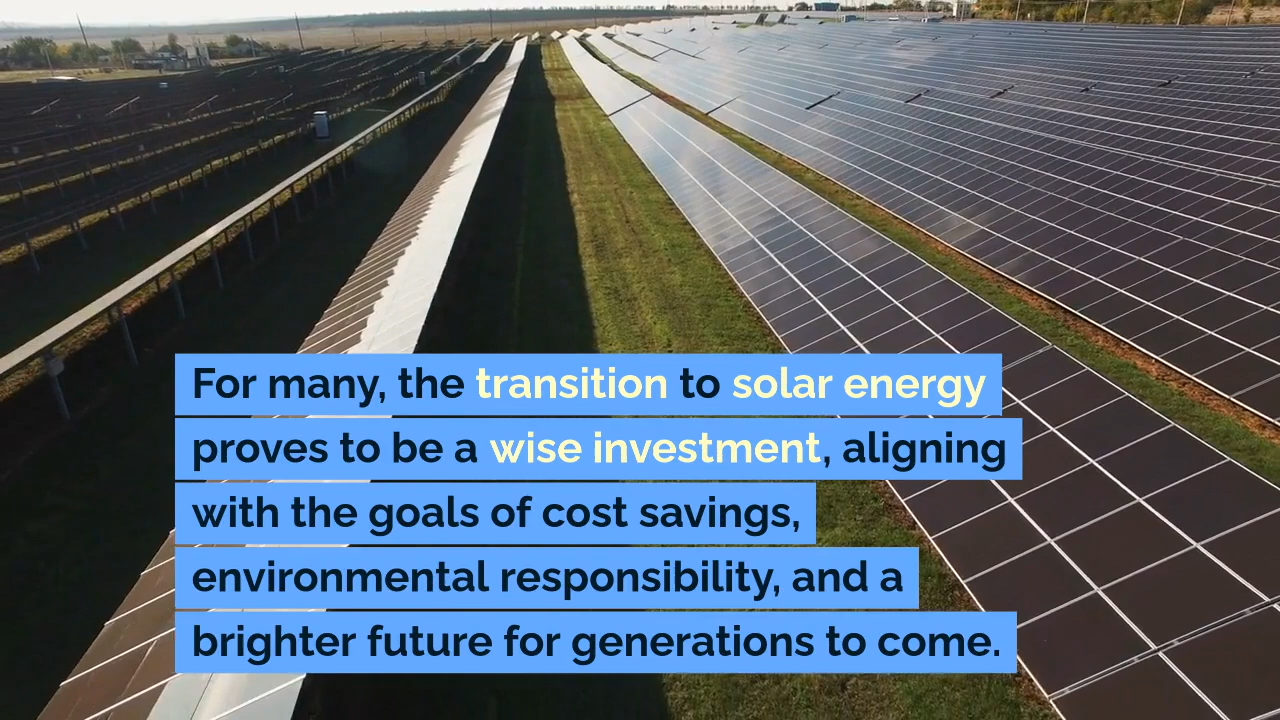 For many, the transition to solar energy
proves to be a wise investment, aligning
with the goals of cost savings,
environmental responsibility, and a
brighter future for generations to come.